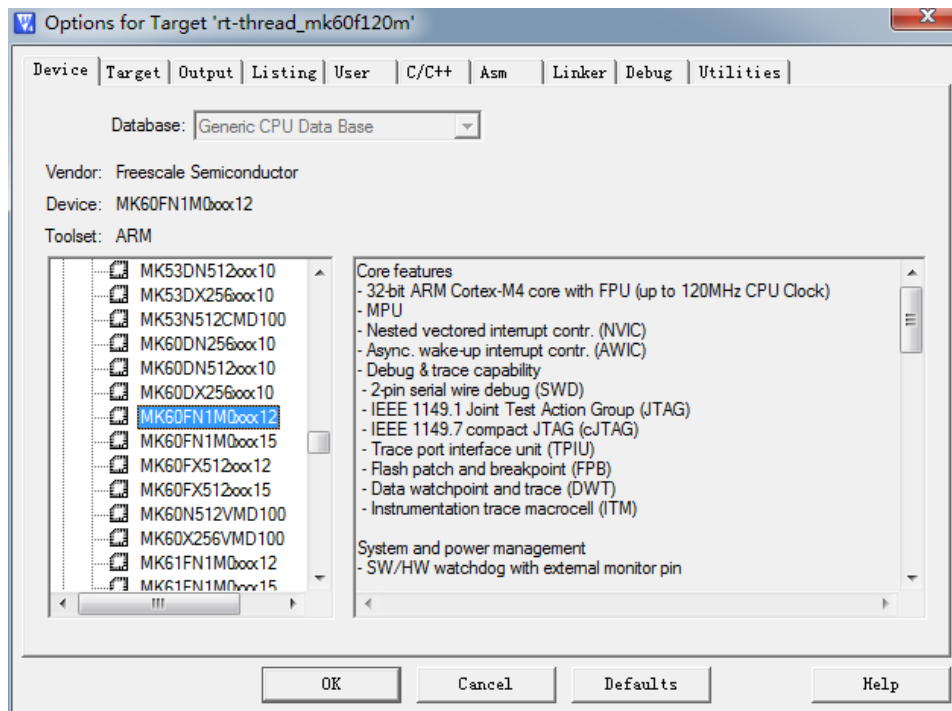 Options for Target 'rt-thread_mk60f120m'
Device Target Output Listing User C/C++ Asm Linker Debug Utilities
Database: Generic CPU Data Base
Vendor: Freescale Semiconductor
Device: MK60FN1M0xxx12
Toolset: ARM
MK53DN512xxx10
MK53DX256xxx10
MK53N512CMD100
MK60DN256xxx10
MK60DN512xxx10
MK60DX256xxx10
MK60FN1M0xxx12
MK60FN1M0xxx15
MK60FX512xxx12
MK60FX512xxx15
MK60N512VMD100
MK60X256VMD100
MK61FN1M0xxx12
MK61FN1M0xxx15
Core features
- 32-bit ARM Cortex-M4 core with FPU (up to 120MHz CPU Clock)
- MPU
- Nested vectored interrupt contr. (NVIC)
- Async. wake-up interrupt contr. (AWIC)
- Debug & trace capability
- 2-pin serial wire debug (SWD)
- IEEE 1149.1 Joint Test Action Group (JTAG)
- IEEE 1149.7 compact JTAG (cJTAG)
- Trace port interface unit (TPIU)
- Flash patch and breakpoint (FPB)
- Data watchpoint and trace (DWT)
- Instrumentation trace macrocell (ITM)
System and power management
- SW/HW watchdog with external monitor pin
OK Cancel Defaults Help